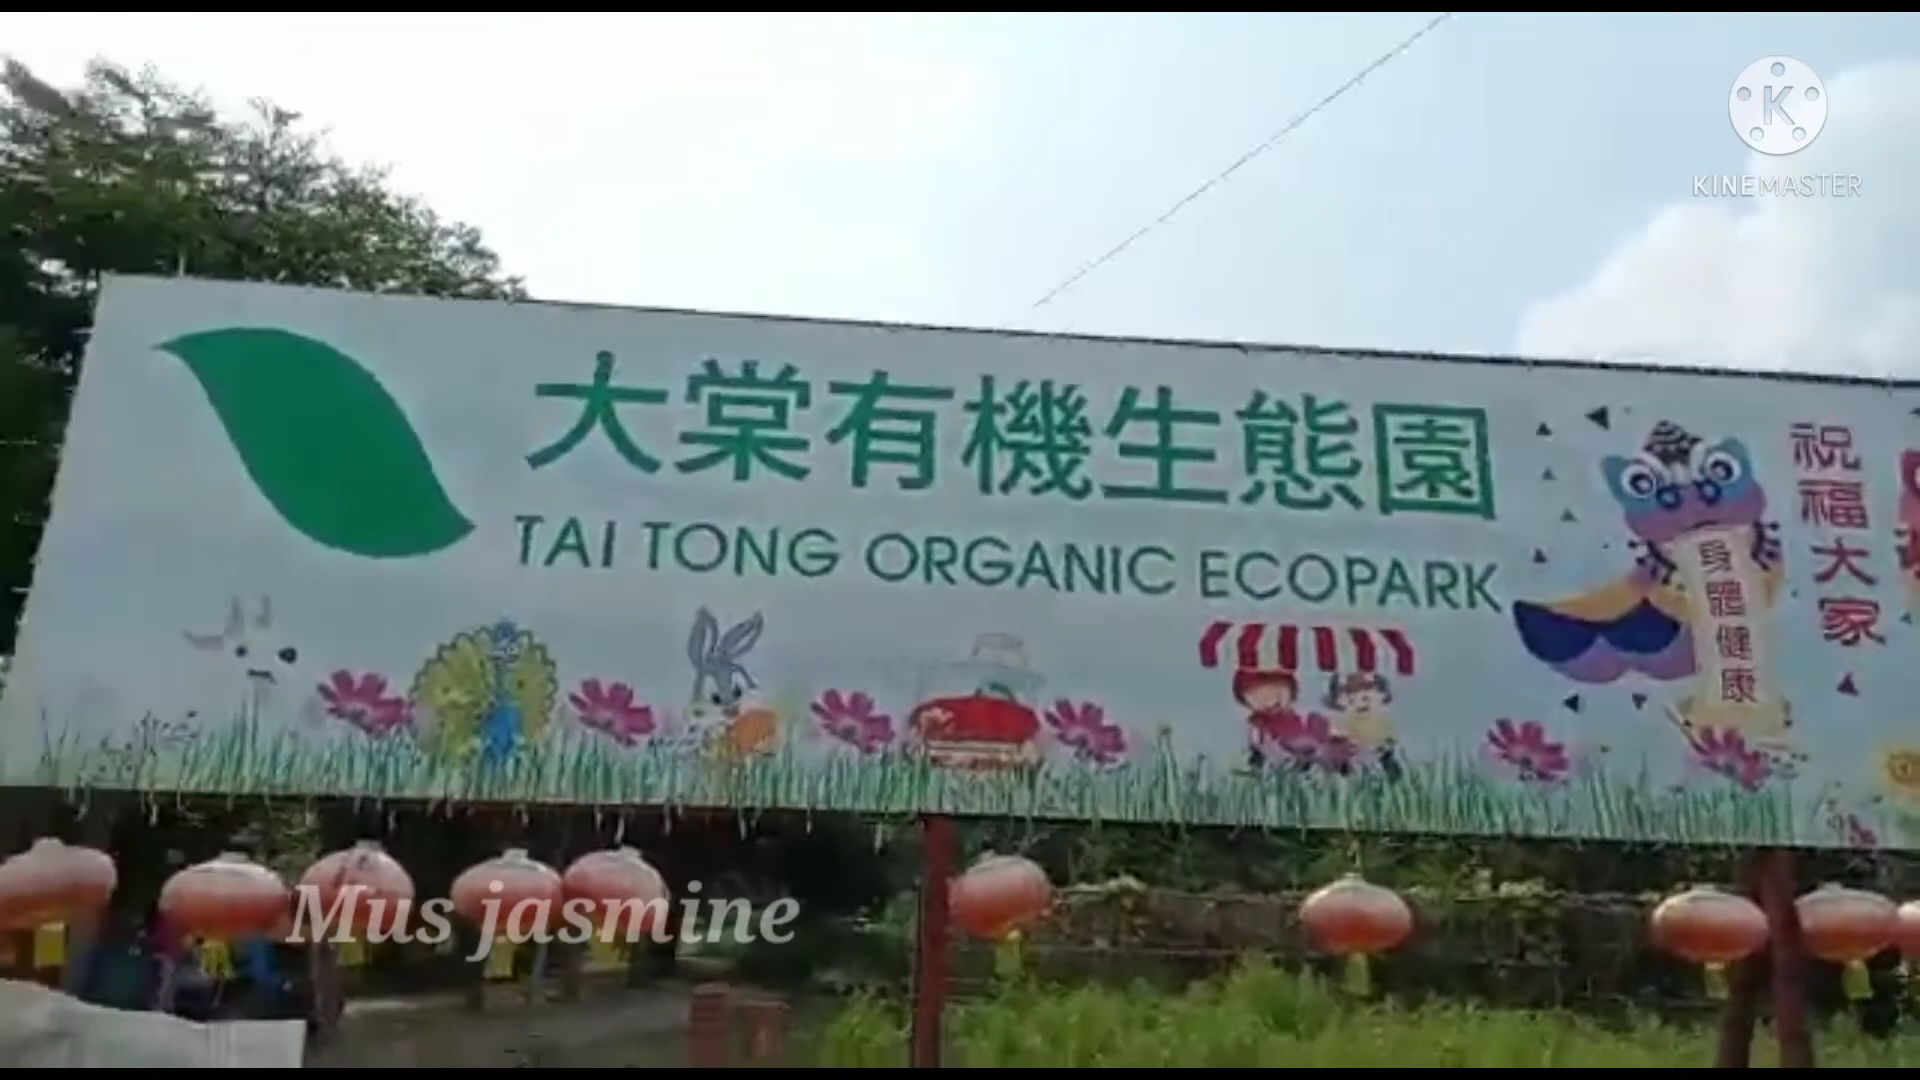 K
KINEMASTER
大棠有機生態園
TAI TONG ORGANIC ECOPARK
身體健康
祝福大家
Mus jasmine